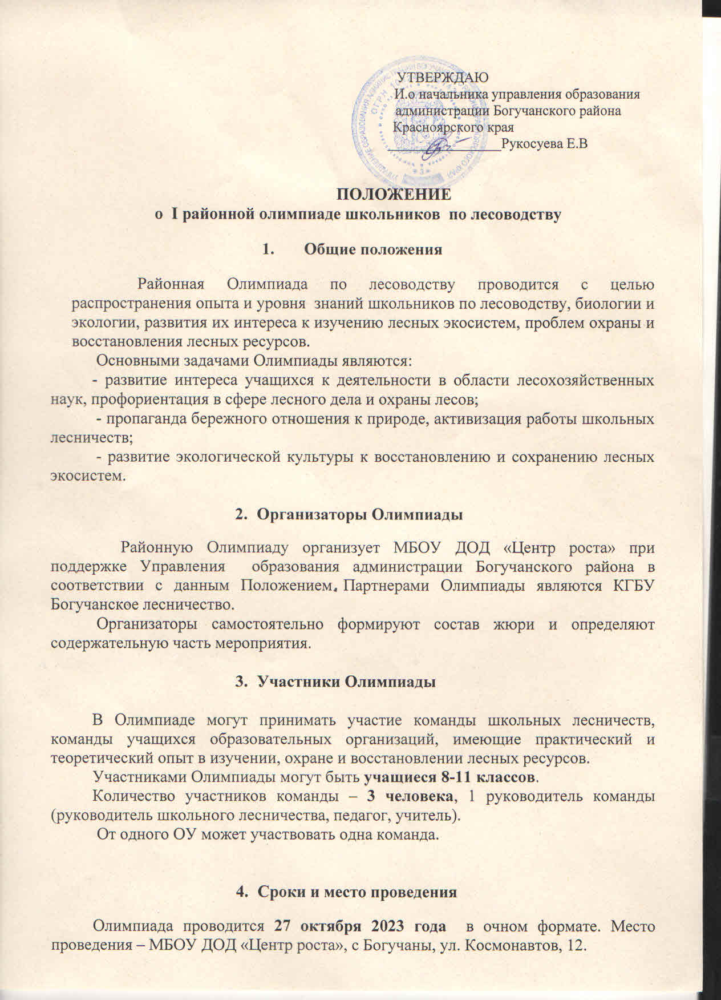 УТВЕРЖДАЮ
И.о начальника управления образования
администрации Богучанского района
Красноярского края
Рукосуева Е.В
ПОЛОЖЕНИЕ
о I районной олимпиаде школьников по лесоводству
1. Общие положения
Районная Олимпиада по лесоводству проводится с целью
распространения опыта и уровня знаний школьников по лесоводству, биологии и
экологии, развития их интереса к изучению лесных экосистем, проблем охраны и
восстановления лесных ресурсов.
Основными задачами Олимпиады являются:
- развитие интереса учащихся к деятельности в области лесохозяйственных
наук, профориентация в сфере лесного дела и охраны лесов;
- пропаганда бережного отношения к природе, активизация работы школьных
лесничеств;
- развитие экологической культуры к восстановлению и сохранению лесных
экосистем.
2. Организаторы Олимпиады
Районную Олимпиаду организует МБОУ ДОД «Центр роста» при
поддержке Управления образования администрации Богучанского района в
соответствии с данным Положением. Партнерами Олимпиады являются КГБУ
Богучанское лесничество.
Организаторы самостоятельно формируют состав жюри и определяют
содержательную часть мероприятия.
3. Участники Олимпиады
В Олимпиаде могут принимать участие команды школьных лесничеств,
команды учащихся образовательных организаций, имеющие практический и
теоретический опыт в изучении, охране и восстановлении лесных ресурсов.
Участниками Олимпиады могут быть учащиеся 8-11 классов.
Количество участников команды – 3 человека, 1 руководитель команды
(руководитель школьного лесничества, педагог, учитель).
От одного ОУ может участвовать одна команда.
4. Сроки и место проведения
Олимпиада проводится 27 октября 2023 года в очном формате. Место
проведения – МБОУ ДОД «Центр роста», с Богучаны, ул. Космонавтов, 12.